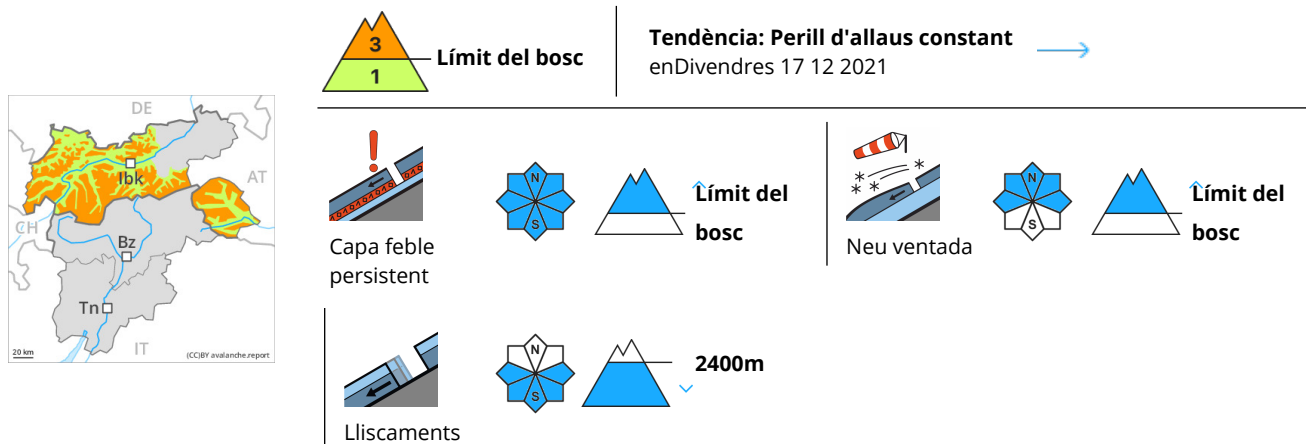 3
1
Límit del bosc
Tendència: Perill d'allaus constant
enDivendres 17 12 2021
DE
Ibk
AT
CH
Bz
Tn
IT
20 km
(CC)BY avalanche.report
N
S
Límit del
bosc
Capa feble
persistent
N
S
Límit del
bosc
Neu ventada
N
S
2400m
Lliscaments